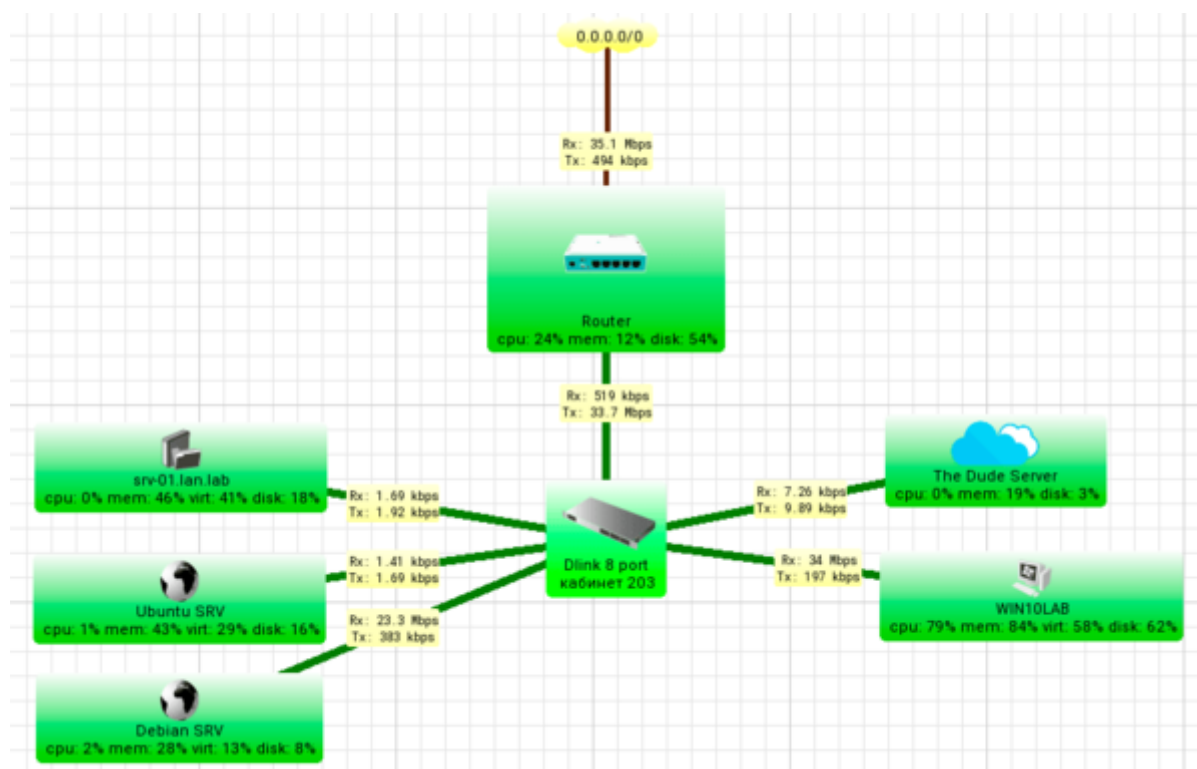 0.0.0.0/0
Rx: 35.1 Mbps
Tx: 494 kbps
Router
cpu: 24% mem: 12% disk: 54%
Rx: 519 kbps
Tx: 33.7 Mbps
srv-01.lan.lab
cpu: 0% mem: 46% virt: 41% disk: 18%
Rx: 1.69 kbps
Tx: 1.92 kbps
Rx: 7.26 kbps
Tx: 9.89 kbps
The Dude Server
cpu: 0% mem: 19% disk: 3%
Dlink 8 port
кабинет 203
Ubuntu SRV
cpu: 1% mem: 43% virt: 29% disk: 16%
Rx: 1.41 kbps
Tx: 1.69 kbps
Rx: 34 Mbps
Tx: 197 kbps
WIN10LAB
cpu: 79% mem: 84% virt: 58% disk: 62%
Rx: 23.3 Mbps
Tx: 383 kbps
Debian SRV
cpu: 2% mem: 28% virt: 13% disk: 8%